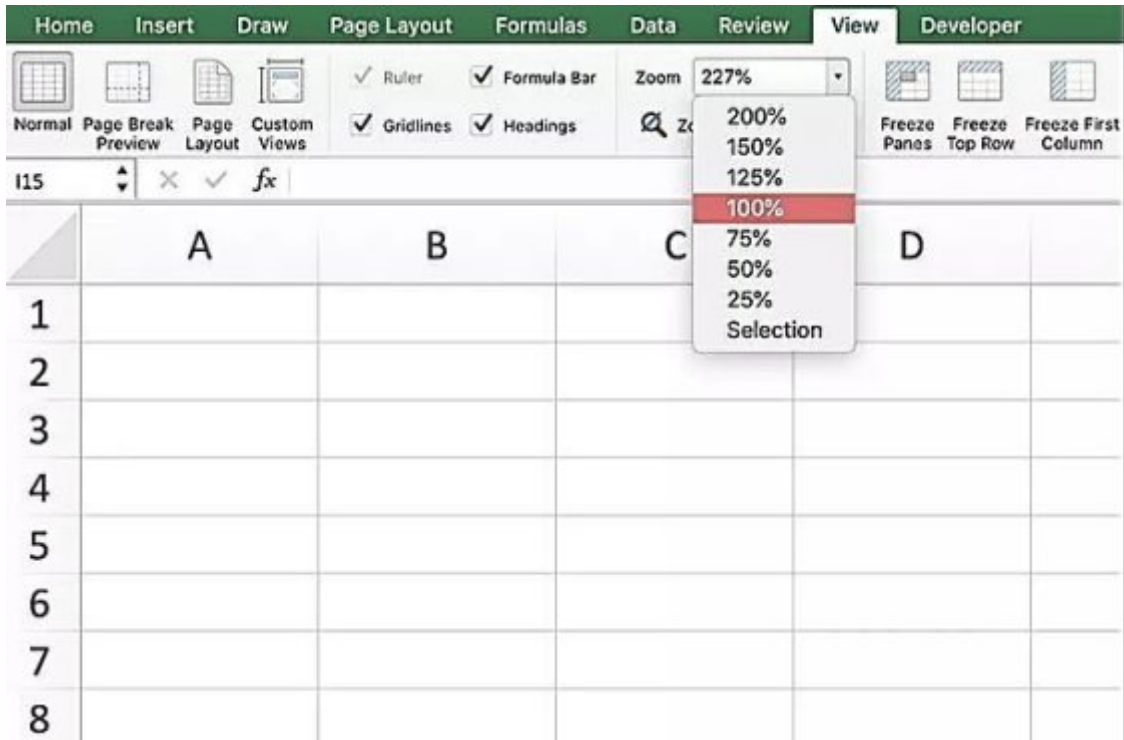 Home Insert Draw Page Layout Formulas Data Review View Developer
Ruler Formula Bar Zoom 227%
Gridlines Headings
Normal Page Break Preview Page Layout Custom Views
Freeze Panes Freeze Top Row Freeze First Column
200%
150%
125%
100%
75%
50%
25%
Selection
I15 fx
A B C D
1
2
3
4
5
6
7
8